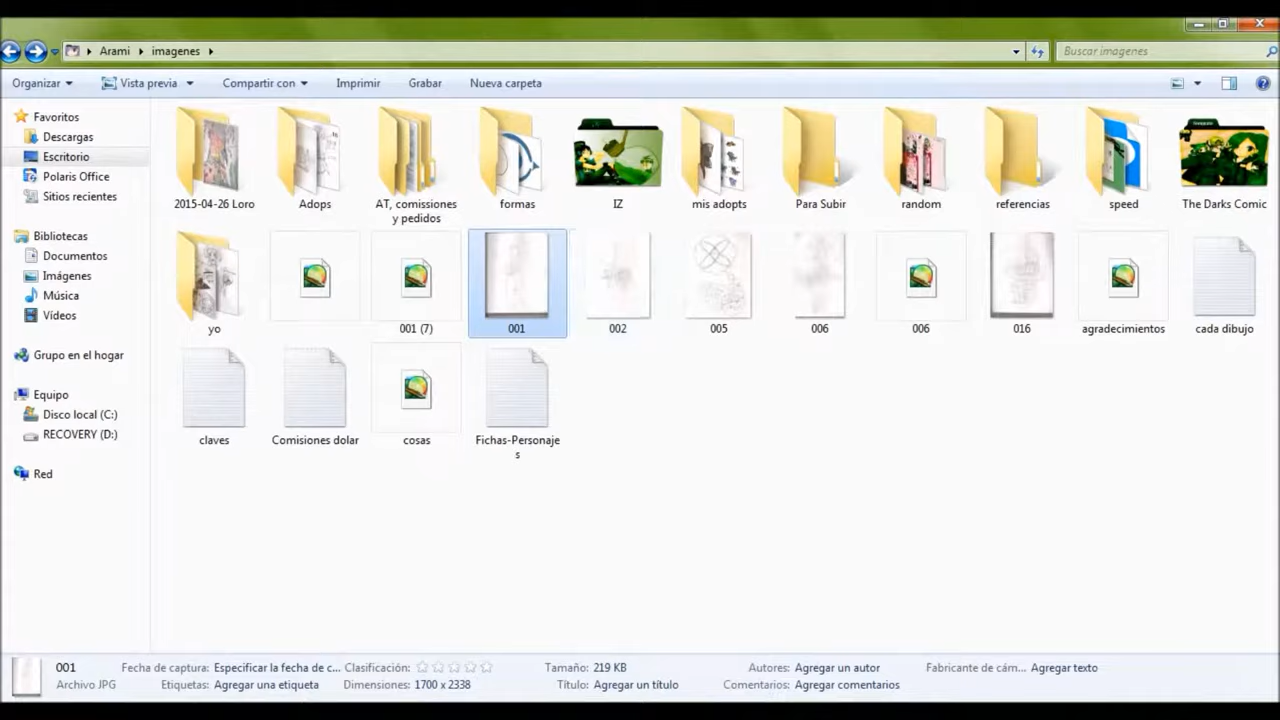 Arami imagenes
Buscar imagenes
Organizar Vista previa Compartir con Imprimir Grabar Nueva carpeta
Favoritos
Descargas
Escritorio
Polaris Office
Sitios recientes
Bibliotecas
Documentos
Imágenes
Música
Vídeos
Grupo en el hogar
Equipo
Disco local (C:)
RECOVERY (D:)
Red
2015-04-26 Loro
Adops
AT, comissiones
y pedidos
formas
IZ
mis adopts
Para Subir
random
referencias
speed
The Darks Comic
yo
001 (7)
001
002
005
006
006
016
agradecimientos
cada dibujo
claves
Comisiones dolar
cosas
Fichas-Personaje
s
001 Fecha de captura: Especificar la fecha de c... Clasificación: Tamaño: 219 KB Autores: Agregar un autor Fabricante de cám... Agregar texto
Archivo JPG Etiquetas: Agregar una etiqueta Dimensiones: 1700 x 2338 Título: Agregar un título Comentarios: Agregar comentarios